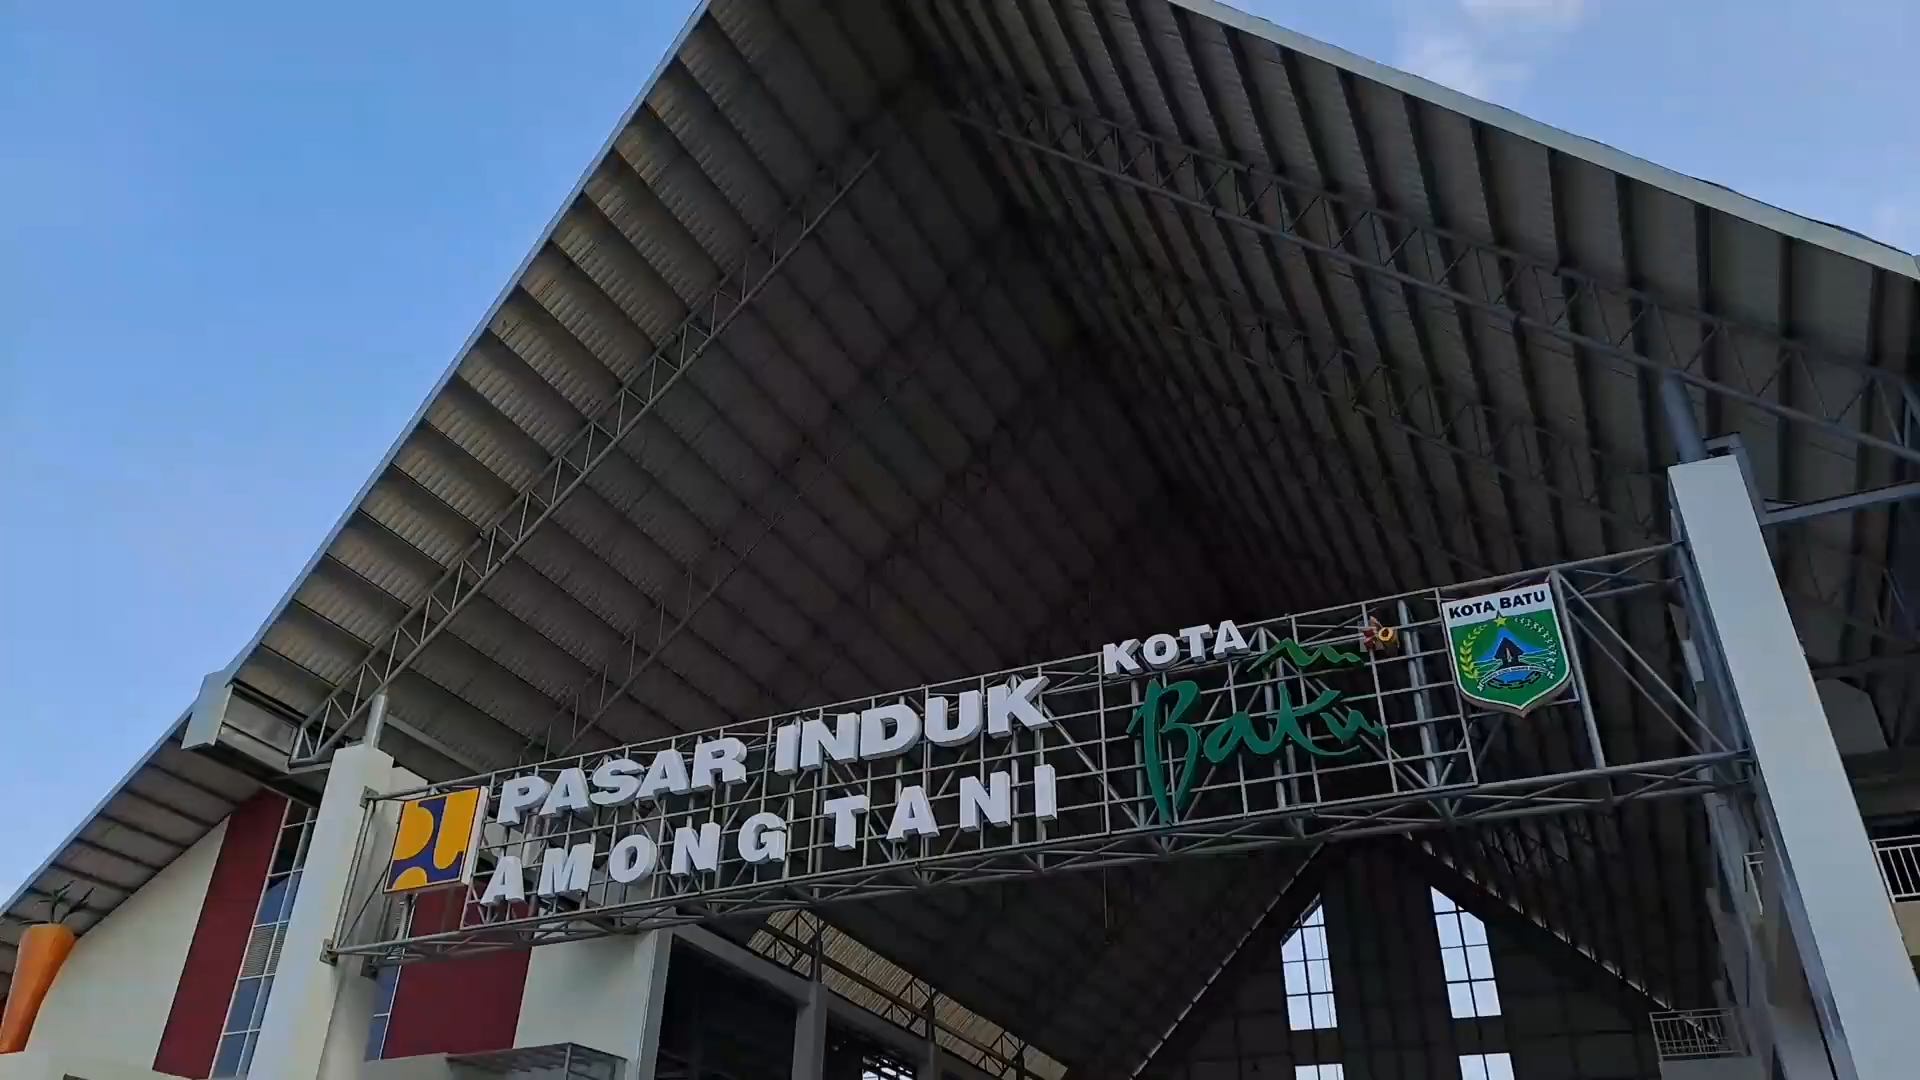 PASAR INDUK
AMONG TANI
KOTA
Batu
KOTA BATU